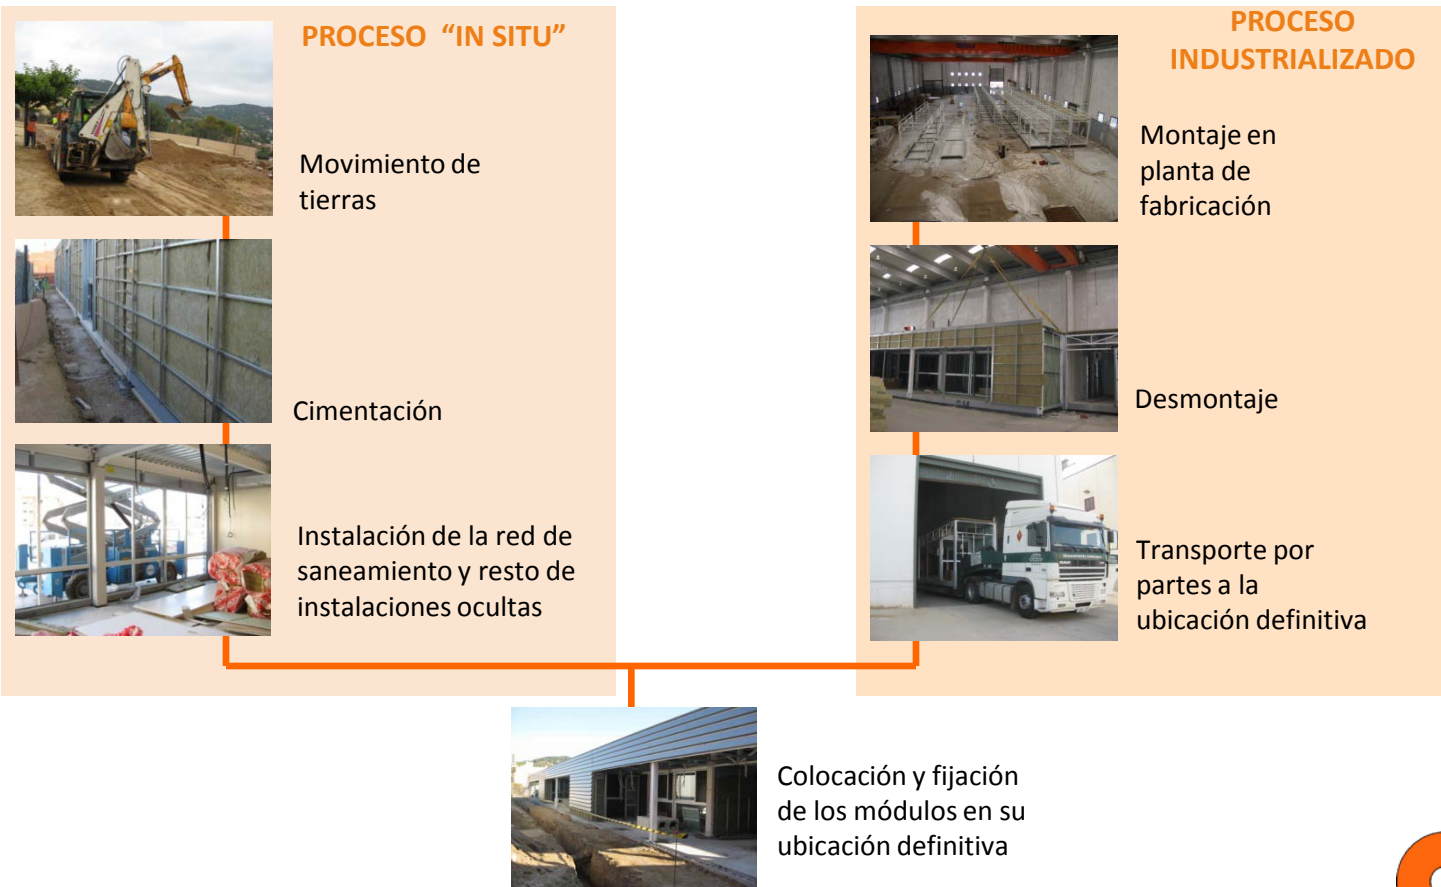 PROCESO “IN SITU”
Movimiento de
tierras
Cimentación
Instalación de la red de
saneamiento y resto de
instalaciones ocultas
PROCESO
INDUSTRIALIZADO
Montaje en
planta de
fabricación
Desmontaje
Transporte por
partes a la
ubicación definitiva
Colocación y fijación
de los módulos en su
ubicación definitiva